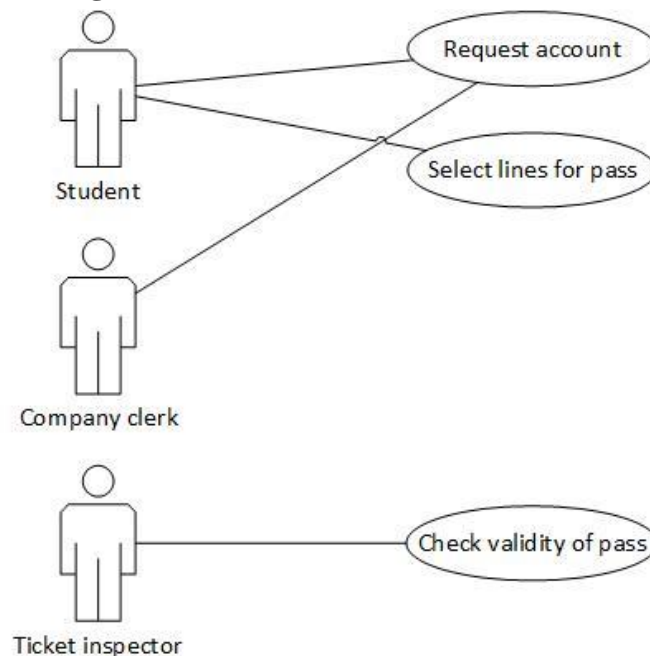 Request account
Select lines for pass
Student
Company clerk
Check validity of pass
Ticket inspector